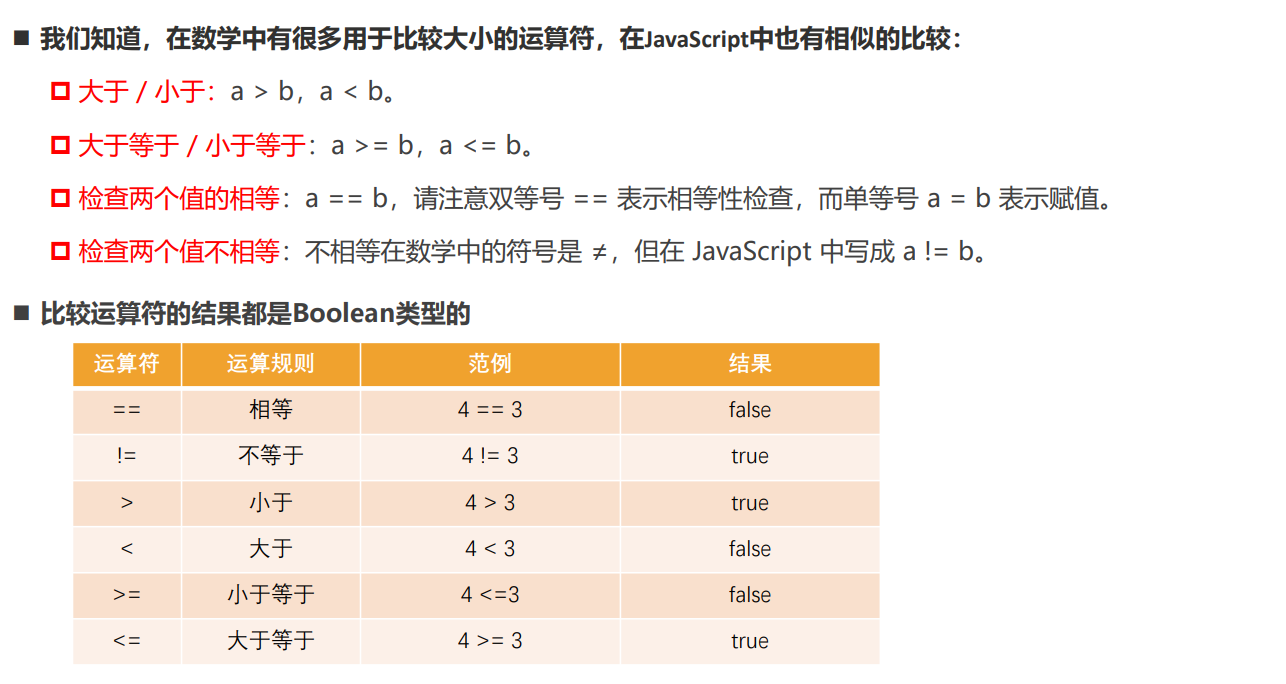 我们知道，在数学中有很多用于比较大小的运算符，在JavaScript中也有相似的比较：
大于 / 小于：a > b，a < b。
大于等于 / 小于等于：a >= b，a <= b。
检查两个值的相等：a == b，请注意双等号 == 表示相等性检查，而单等号 a = b 表示赋值。
检查两个值不相等：不相等在数学中的符号是 ≠，但在 JavaScript 中写成 a != b。
比较运算符的结果都是Boolean类型的
运算符 运算规则 范例 结果
== 相等 4 == 3 false
!= 不等于 4 != 3 true
> 小于 4 > 3 true
< 大于 4 < 3 false
>= 小于等于 4 <=3 false
<= 大于等于 4 >= 3 true